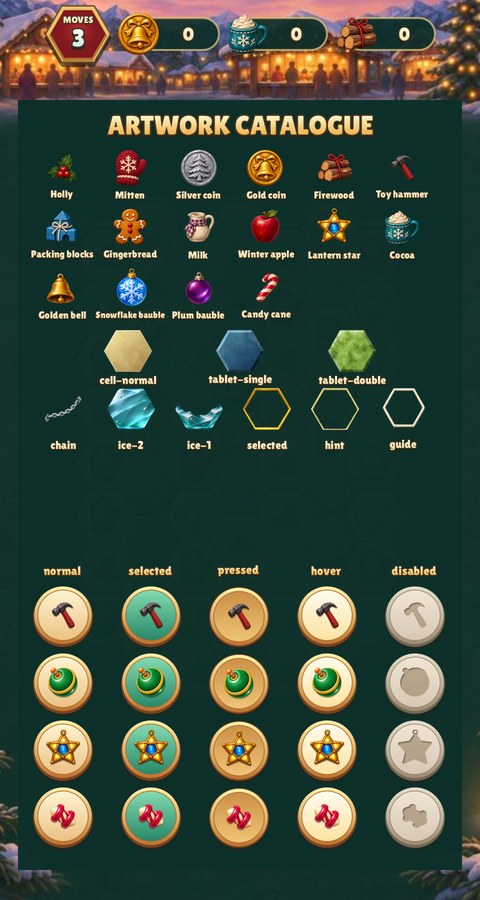 MOVES
3
0
0
0
ARTWORK CATALOGUE
Holly
Mitten
Silver coin
Gold coin
Firewood
Toy hammer
Packing blocks
Gingerbread
Milk
Winter apple
Lantern star
Cocoa
Golden bell
Snowflake bauble
Plum bauble
Candy cane
cell-normal
tablet-single
tablet-double
chain
ice-2
ice-1
selected
hint
guide
normal
selected
pressed
hover
disabled